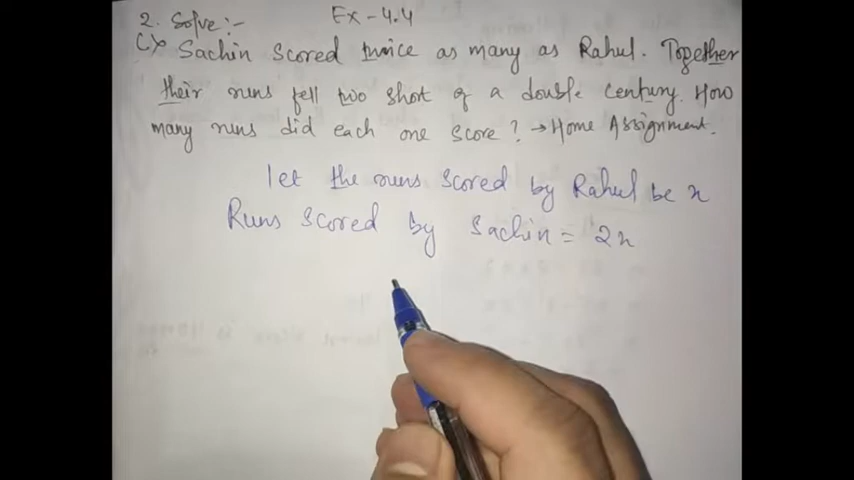 2. Solve:- Ex - 4.4
C> Sachin scored twice as many as Rahul. Together
their runs fell two short of a double century. How
many runs did each one score? → Home Assignment.
let the runs scored by Rahul be x
Runs scored by Sachin = 2x